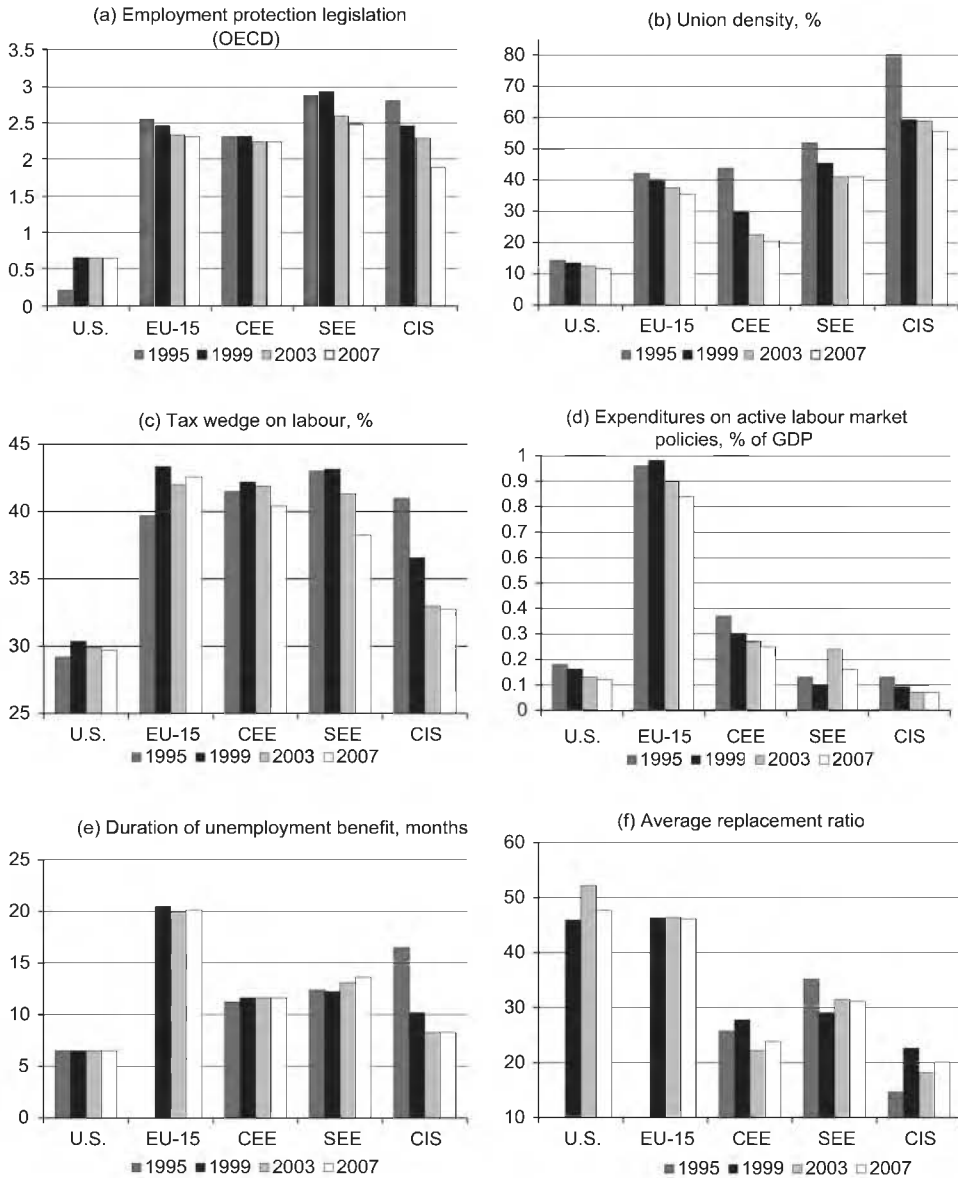 (a) Employment protection legislation
(OECD)
3.5
3
2.5
2
1.5
1
0.5
0
U.S. EU-15 CEE SEE CIS
1995 1999 2003 2007
(b) Union density, %
80
70
60
50
40
30
20
10
0
U.S. EU-15 CEE SEE CIS
1995 1999 2003 2007
(c) Tax wedge on labour, %
45
40
35
30
25
U.S. EU-15 CEE SEE CIS
1995 1999 2003 2007
(d) Expenditures on active labour market
policies, % of GDP
1
0.9
0.8
0.7
0.6
0.5
0.4
0.3
0.2
0.1
0
U.S. EU-15 CEE SEE CIS
1995 1999 2003 2007
(e) Duration of unemployment benefit, months
25
20
15
10
5
0
U.S. EU-15 CEE SEE CIS
1995 1999 2003 2007
(f) Average replacement ratio
60
50
40
30
20
10
U.S. EU-15 CEE SEE CIS
1995 1999 2003 2007